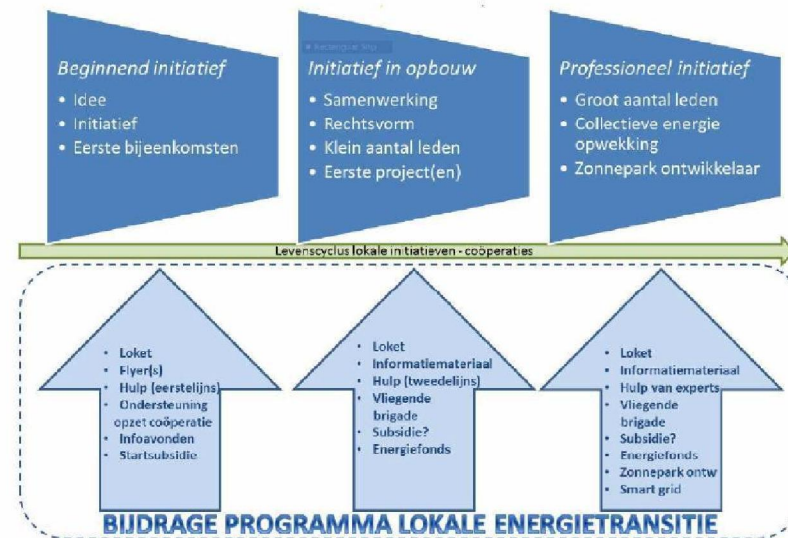 Beginnend initiatief
• Idee
• Initiatief
• Eerste bijeenkomsten
Initiatief in opbouw
• Samenwerking
• Rechtsvorm
• Klein aantal leden
• Eerste project(en)
Professioneel initiatief
• Groot aantal leden
• Collectieve energie
opwekking
• Zonnepark ontwikkelaar
Levenscyclus lokale initiatieven - coöperaties
• Loket
• Flyer(s)
• Hulp (eerstelijns)
• Ondersteuning
opzet coöperatie
• Infoavonden
• Startsubsidie
• Loket
• Informatiemateriaal
• Hulp (tweedelijns)
• Vliegende
brigade
• Subsidie?
• Energiefonds
• Loket
• Informatiemateriaal
• Hulp van experts
• Vliegende
brigade
• Subsidie?
• Energiefonds
• Zonnepark ontw
• Smart grid
BIJDRAGE PROGRAMMA LOKALE ENERGIETRANSITIE